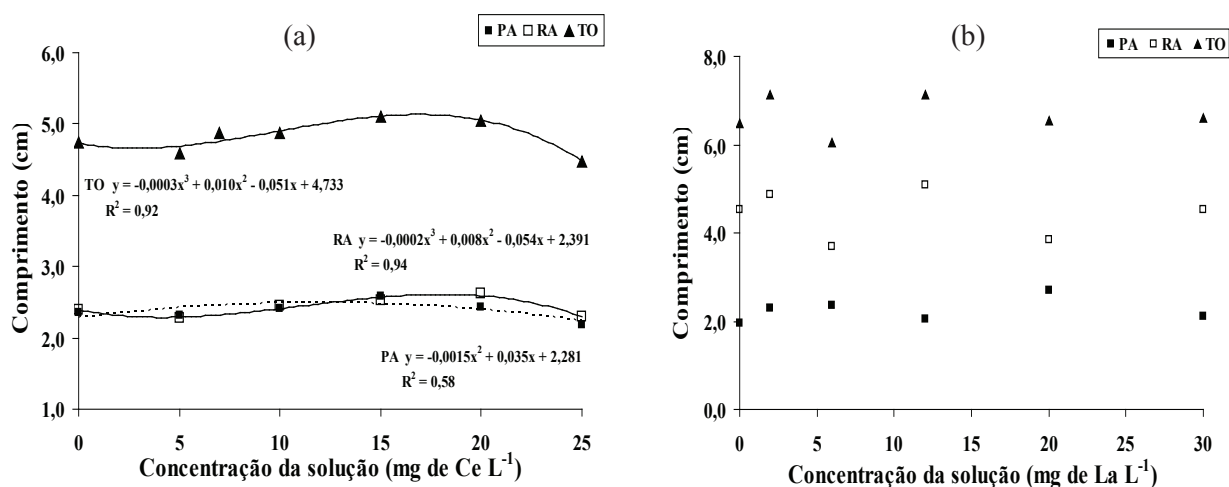 (a)
PA RA TO
6,0
5,0
4,0
3,0
2,0
1,0
Comprimento (cm)
TO y = -0,0003x³ + 0,010x² - 0,051x + 4,733
R² = 0,92
RA y = -0,0002x³ + 0,008x² - 0,054x + 2,391
R² = 0,94
PA y = -0,0015x² + 0,035x + 2,281
R² = 0,58
0 5 10 15 20 25
Concentração da solução (mg de Ce L⁻¹)
(b)
PA RA TO
8,0
6,0
4,0
2,0
0,0
Comprimento (cm)
0 5 10 15 20 25 30
Concentração da solução (mg de La L⁻¹)